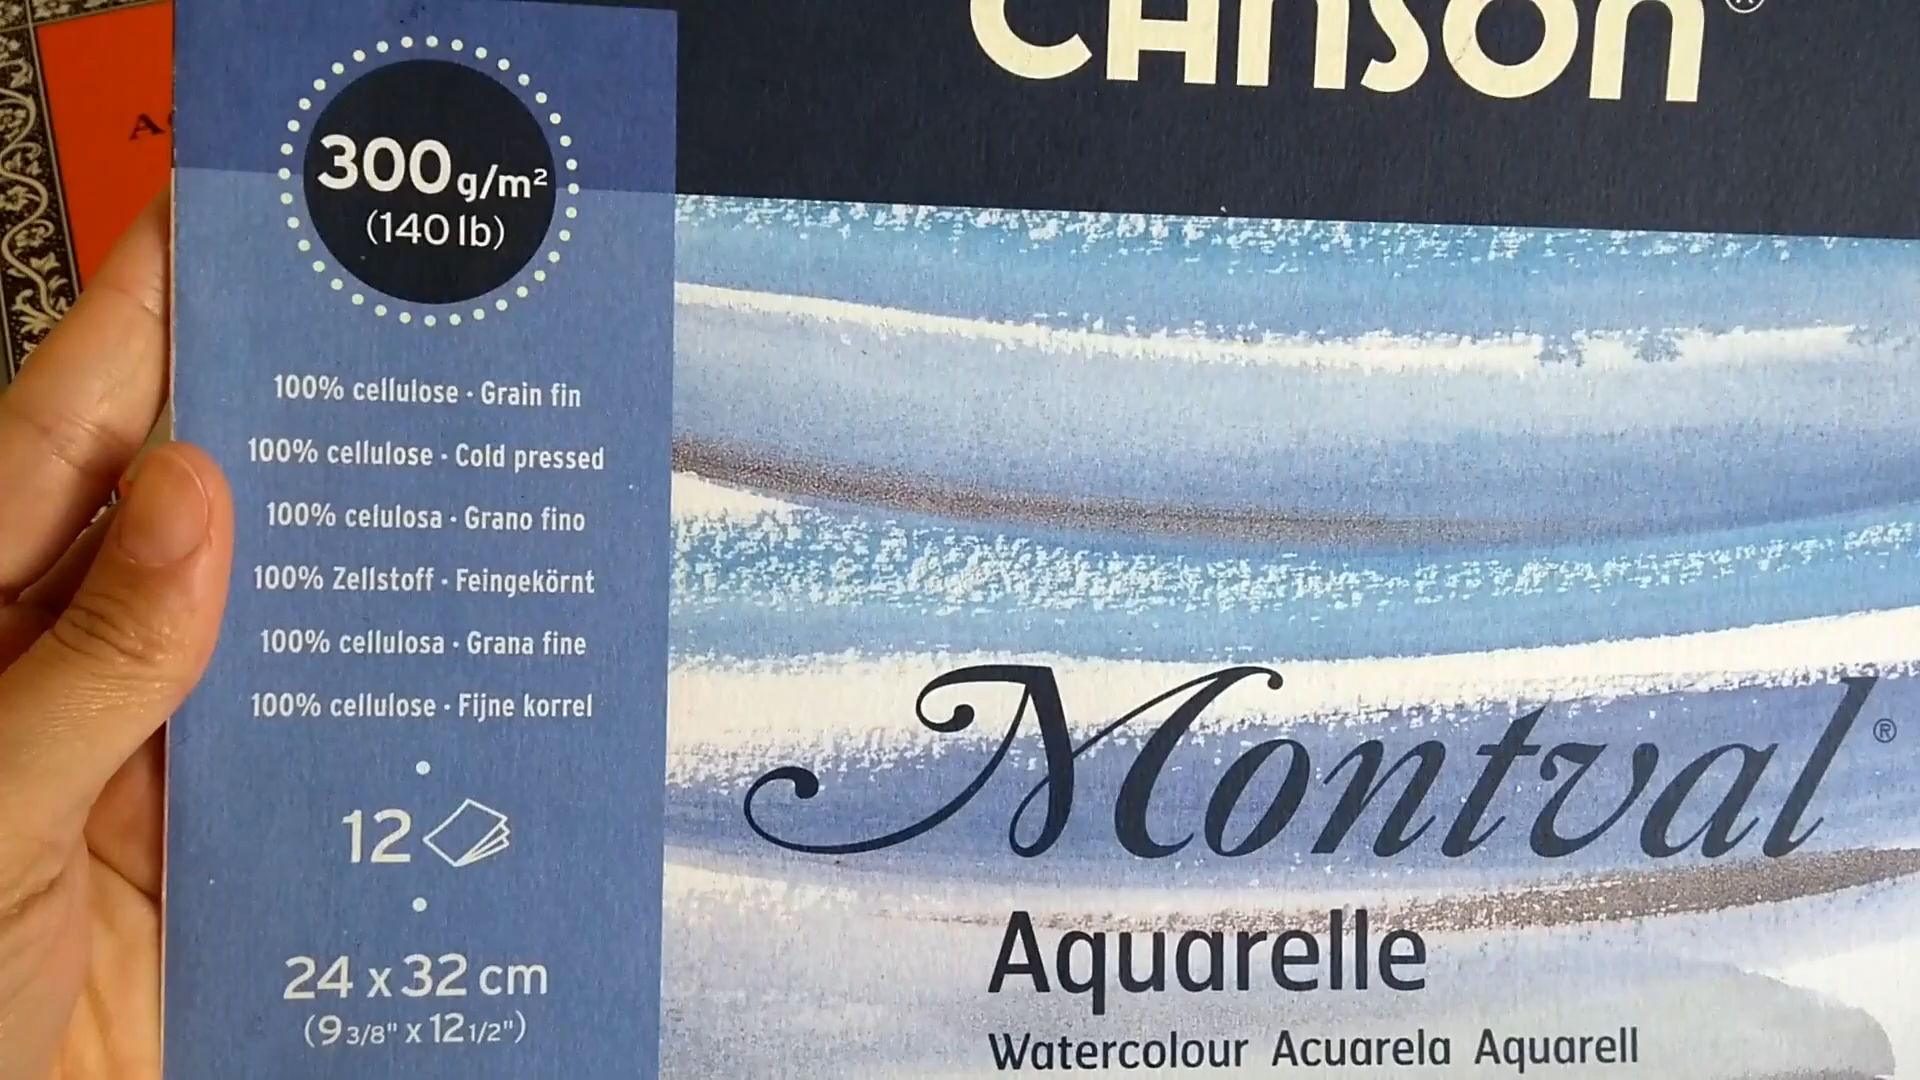 CANSON®
300 g/m²
(140 lb)
100% cellulose · Grain fin
100% cellulose · Cold pressed
100% celulosa · Grano fino
100% Zellstoff · Feingekörnt
100% cellulosa · Grana fine
100% cellulose · Fijne korrel
12
24 x 32 cm
(9 3/8" x 12 1/2")
Montval®
Aquarelle
Watercolour Acuarela Aquarell